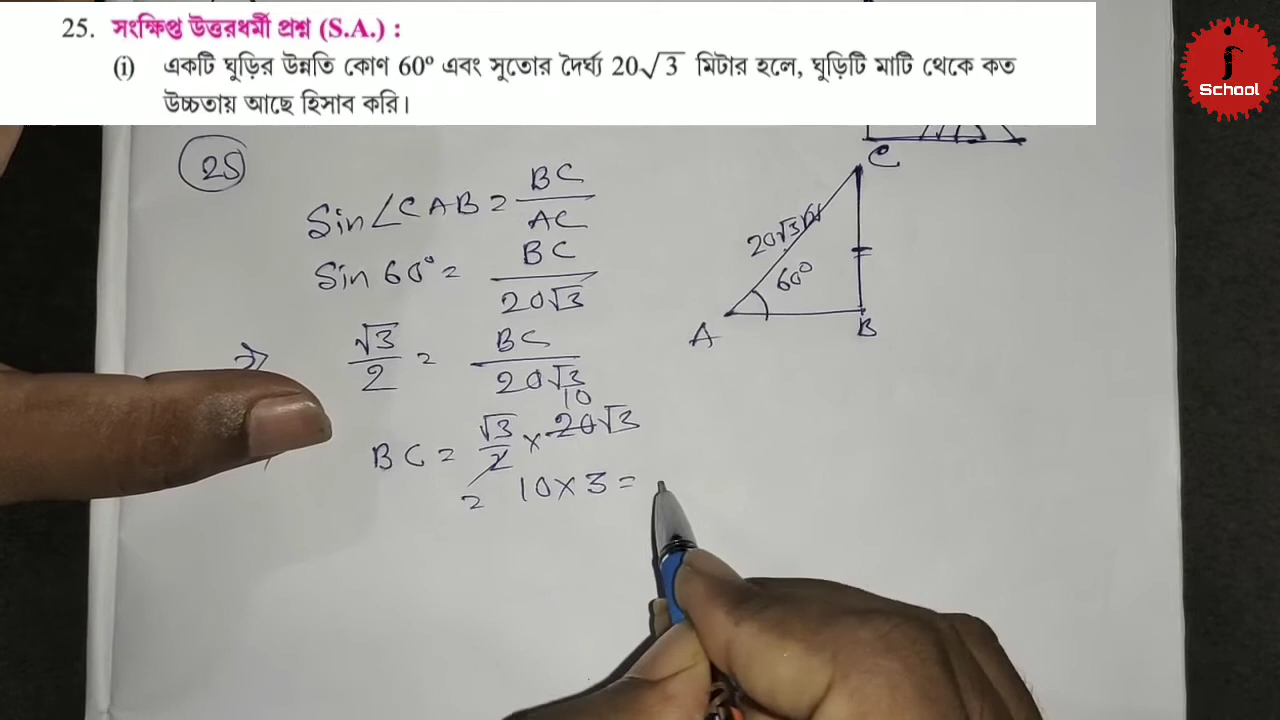 25. সংক্ষিপ্ত উত্তরধর্মী প্রশ্ন (S.A.) :
(i) একটি ঘুড়ির উন্নতি কোণ 60° এবং সুতোর দৈর্ঘ্য 20√3 মিটার হলে, ঘুড়িটি মাটি থেকে কত
উচ্চতায় আছে হিসাব করি।
School
25
Sin∠CAB = BC/AC
Sin 60° = BC/20√3
√3/2 = BC/20√3
10
BC = √3/2 × 20√3
= 10×3 =
C
20√3
60°
A
B